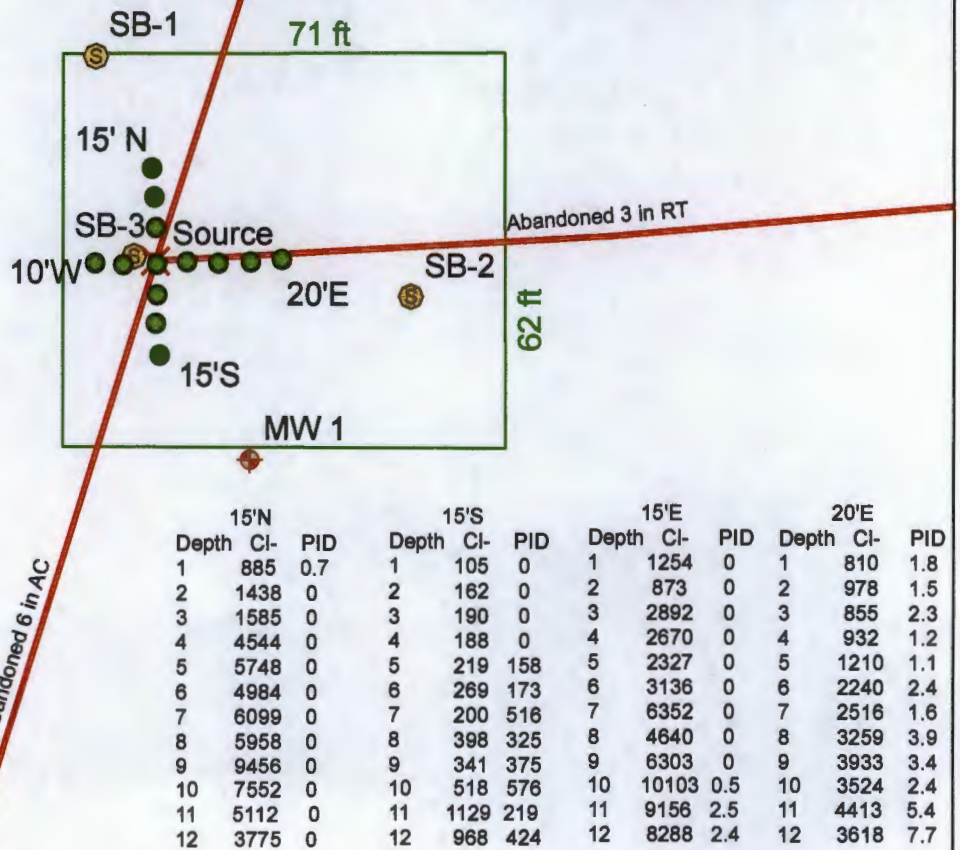 SB-1
71 ft
15' N
SB-3
Source
Abandoned 3 in RT
10'W
SB-2
20'E
62 ft
15'S
MW 1
6 in AC
15'N 15'S 15'E 20'E
Depth Cl- PID Depth Cl- PID Depth Cl- PID Depth Cl- PID
1 885 0.7 1 105 0 1 1254 0 1 810 1.8
2 1438 0 2 162 0 2 873 0 2 978 1.5
3 1585 0 3 190 0 3 2892 0 3 855 2.3
4 4544 0 4 188 0 4 2670 0 4 932 1.2
5 5748 0 5 219 158 5 2327 0 5 1210 1.1
6 4984 0 6 269 173 6 3136 0 6 2240 2.4
7 6099 0 7 200 516 7 6352 0 7 2516 1.6
8 5958 0 8 398 325 8 4640 0 8 3259 3.9
9 9456 0 9 341 375 9 6303 0 9 3933 3.4
10 7552 0 10 518 576 10 10103 0.5 10 3524 2.4
11 5112 0 11 1129 219 11 9156 2.5 11 4413 5.4
12 3775 0 12 968 424 12 8288 2.4 12 3618 7.7